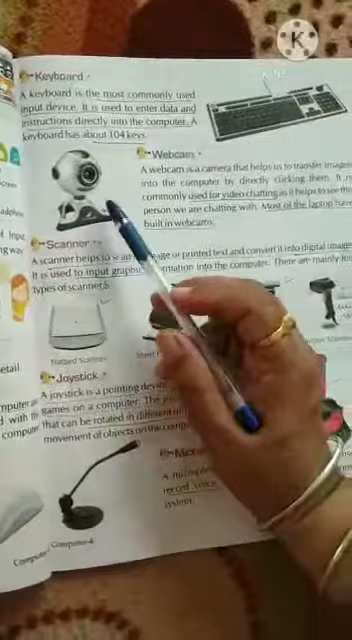 K
KINE
Keyboard
A keyboard is the most commonly used
input device. It is used to enter data and
instructions directly into the computer. A
keyboard has about 104 keys.
Webcam
A webcam is a camera that helps us to transfer images
into the computer by directly clicking them. It is
commonly used for video chatting as it helps to see the
person we are chatting with. Most of the laptop have
built in webcams.
Scanner
A scanner helps to scan image or printed text and convert it into digital
It is used to input graphic information into the computer. There are mainly
types of scanners
Flatbed Scanner
Scanner
Joystick
A joystick is a pointing device
games on a computer. The
that can be rotated in different
movement of objects on the
A
record voice
system.
Computer-4